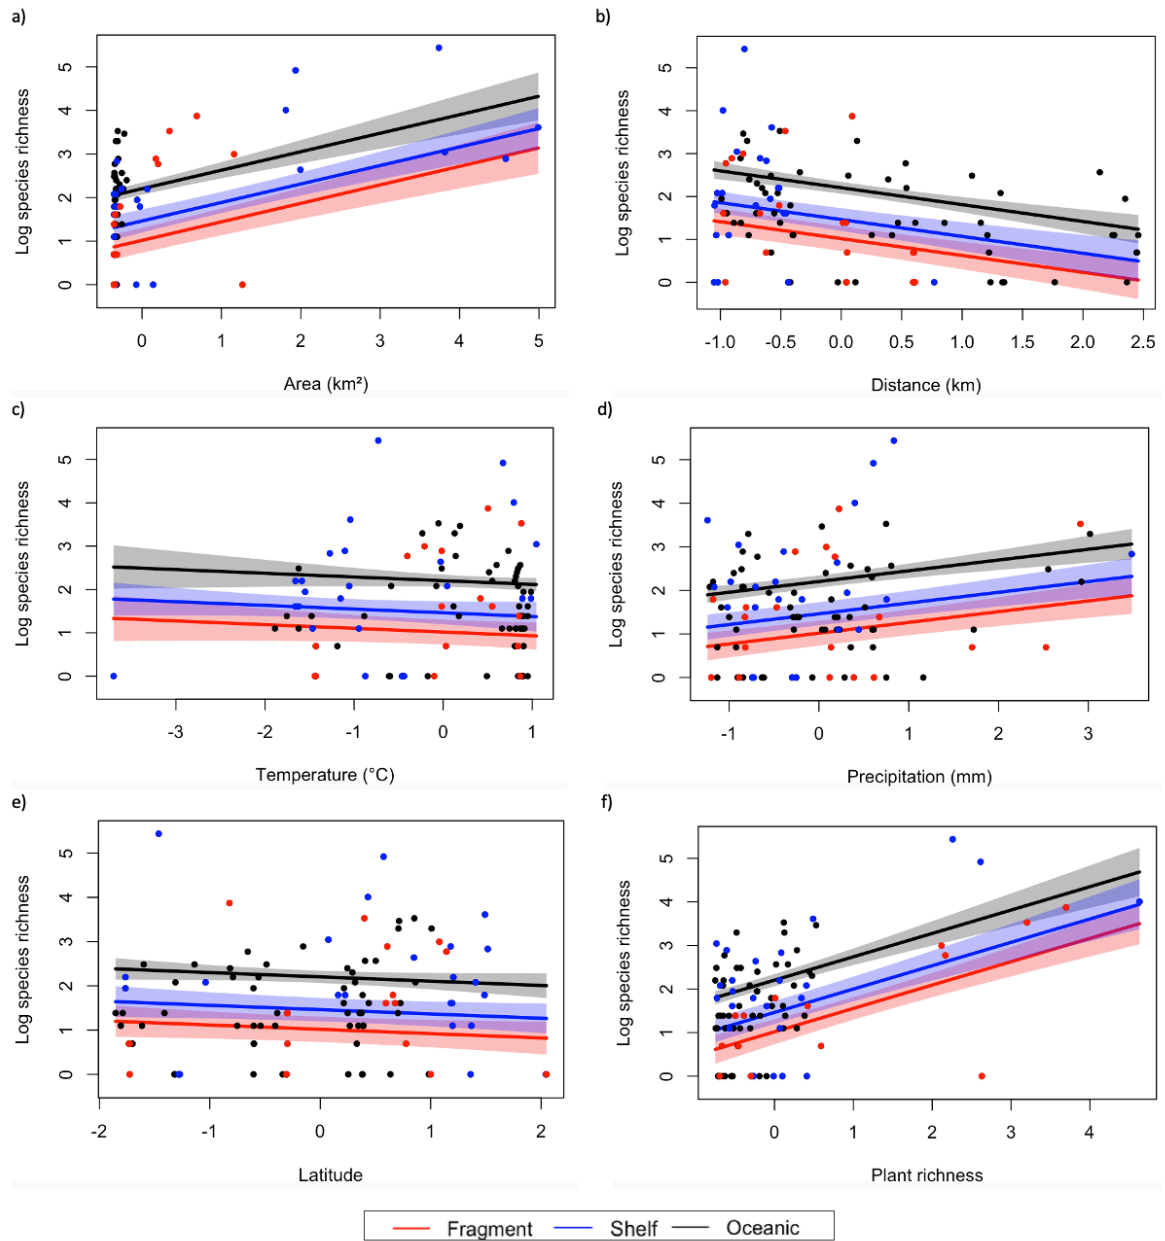 a)
Log species richness
0 1 2 3 4 5
0 1 2 3 4 5
Area (km²)
b)
Log species richness
0 1 2 3 4 5
-1.0 -0.5 0.0 0.5 1.0 1.5 2.0 2.5
Distance (km)
c)
Log species richness
0 1 2 3 4 5
-3 -2 -1 0 1
Temperature (°C)
d)
Log species richness
0 1 2 3 4 5
-1 0 1 2 3
Precipitation (mm)
e)
Log species richness
0 1 2 3 4 5
-2 -1 0 1 2
Latitude
f)
Log species richness
0 1 2 3 4 5
0 1 2 3 4
Plant richness
Fragment Shelf Oceanic